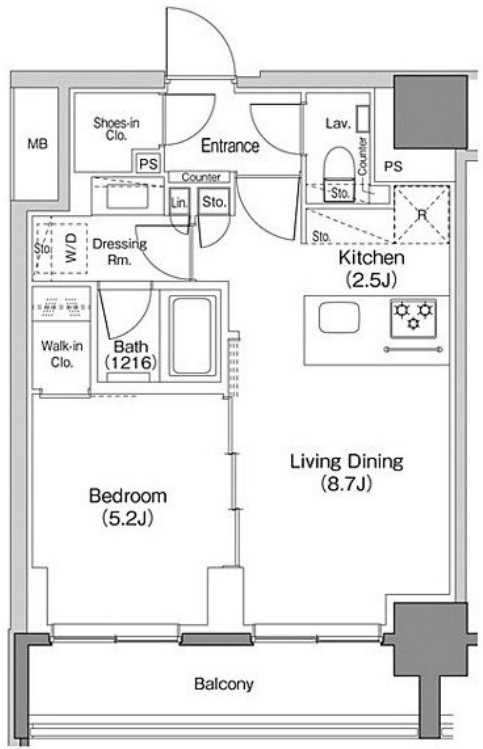 Shoes-in
Clo.
MB
PS
Entrance
Lav.
Counter
PS
Counter
Lin.
Sto.
Sto.
R
Sto.
Sto.
W/D
Dressing
Rm.
Kitchen
(2.5J)
Walk-in
Clo.
Bath
(1216)
Living Dining
(8.7J)
Bedroom
(5.2J)
Balcony